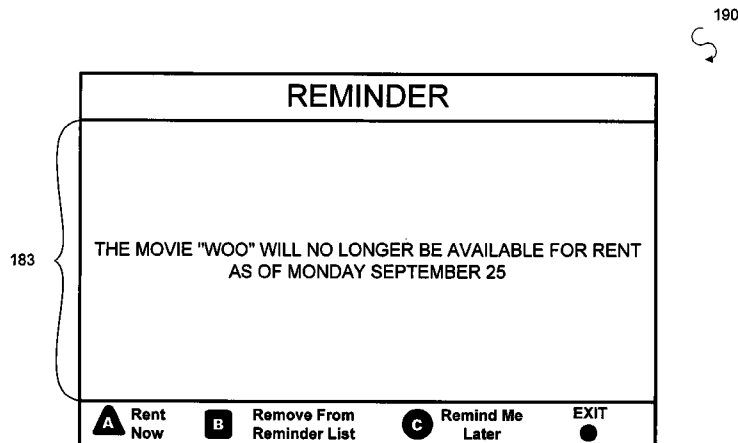 190
REMINDER
183
THE MOVIE "WOO" WILL NO LONGER BE AVAILABLE FOR RENT
AS OF MONDAY SEPTEMBER 25
A Rent Now
B Remove From Reminder List
C Remind Me Later
EXIT